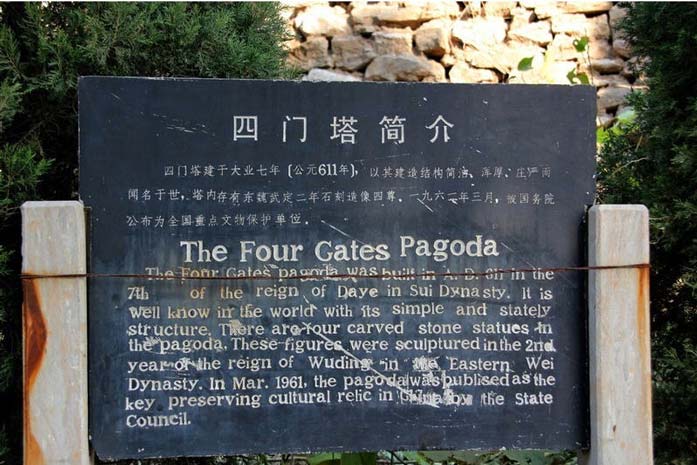 四门塔简介
四门塔建于大业七年（公元611年），以其建造结构简洁、浑厚、庄严而
闻名于世，塔内存有东魏武定二年石刻造像四尊．一九六一年三月，被国务院
公布为全国重点文物保护单位．
The Four Gates Pagoda
The Four Gates pagoda was built in A. D. 611 in the
7th of the reign of Daye in Sui Dynasty. It is
well know in the world with its simple and stately
structure. There are four carved stone statues in
the pagoda. These figures were sculptured in the 2nd
year of the reign of Wuding in the Eastern Wei
Dynasty. In Mar. 1961, the pagoda was publised as the
key preserving cultural relic in China the State
Council.